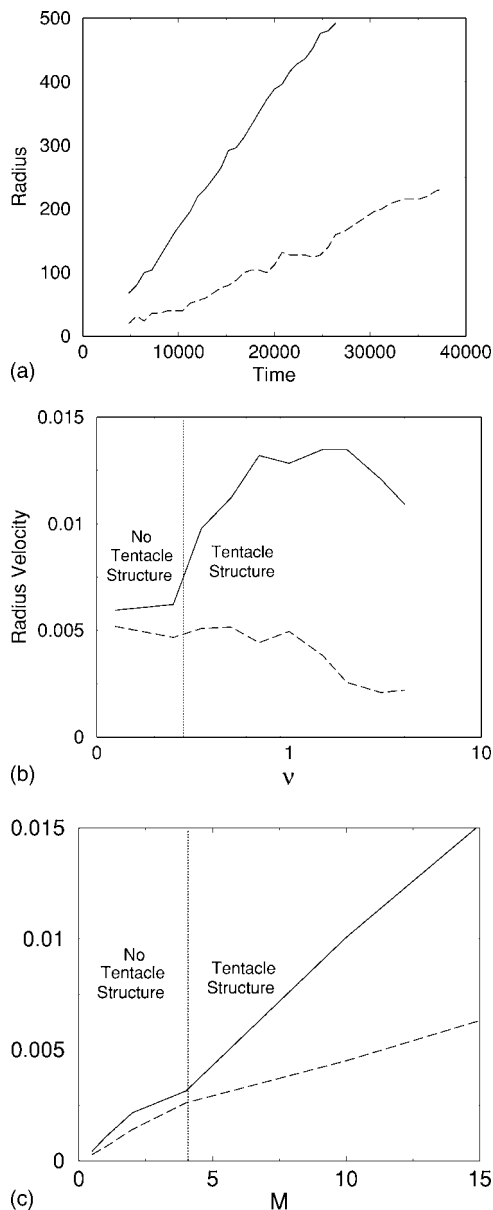 500
400
300
200
100
0
Radius
0
10000
20000
30000
40000
Time
(a)
0.015
0.01
0.005
0
Radius Velocity
No
Tentacle
Structure
Tentacle
Structure
0
1
10
ν
(b)
0.015
0.01
0.005
0
No
Tentacle
Structure
Tentacle
Structure
0
5
10
15
M
(c)